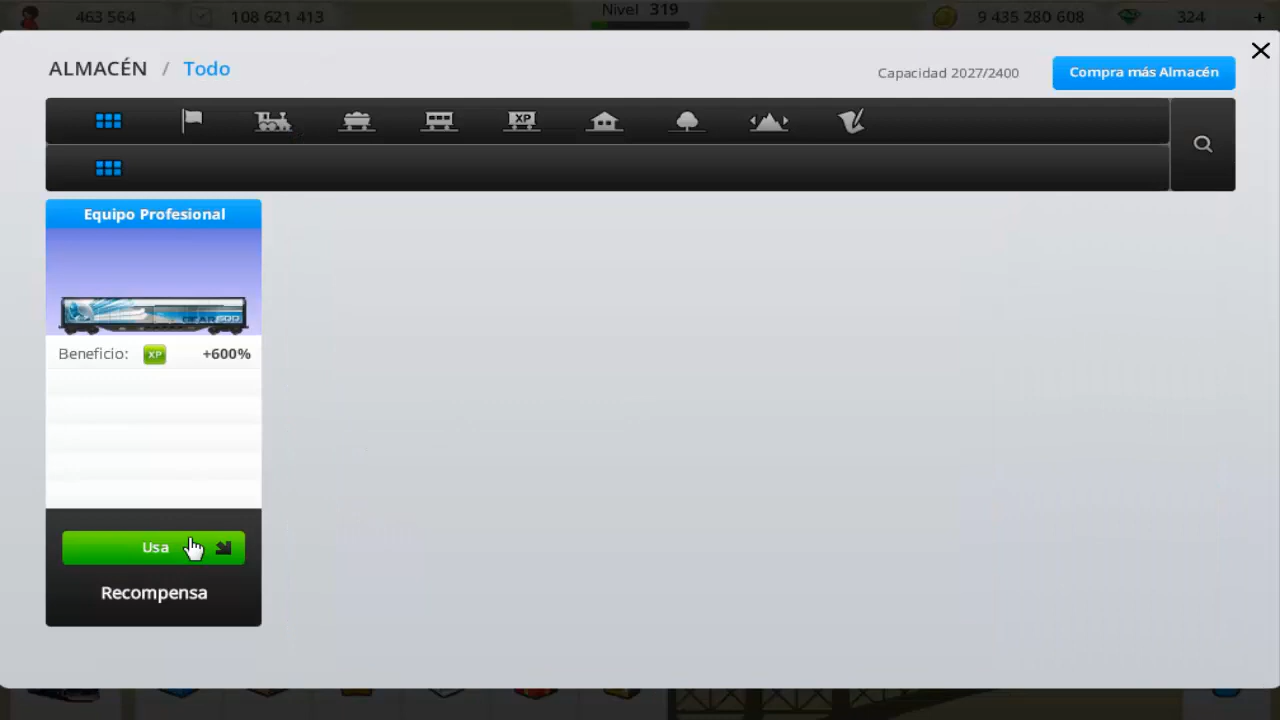 463 564
108 621 413
Nivel 319
9 435 280 608
324
+
ALMACÉN / Todo
Capacidad 2027/2400
Compra más Almacén
XP
Equipo Profesional
Beneficio: XP +600%
Usa
Recompensa